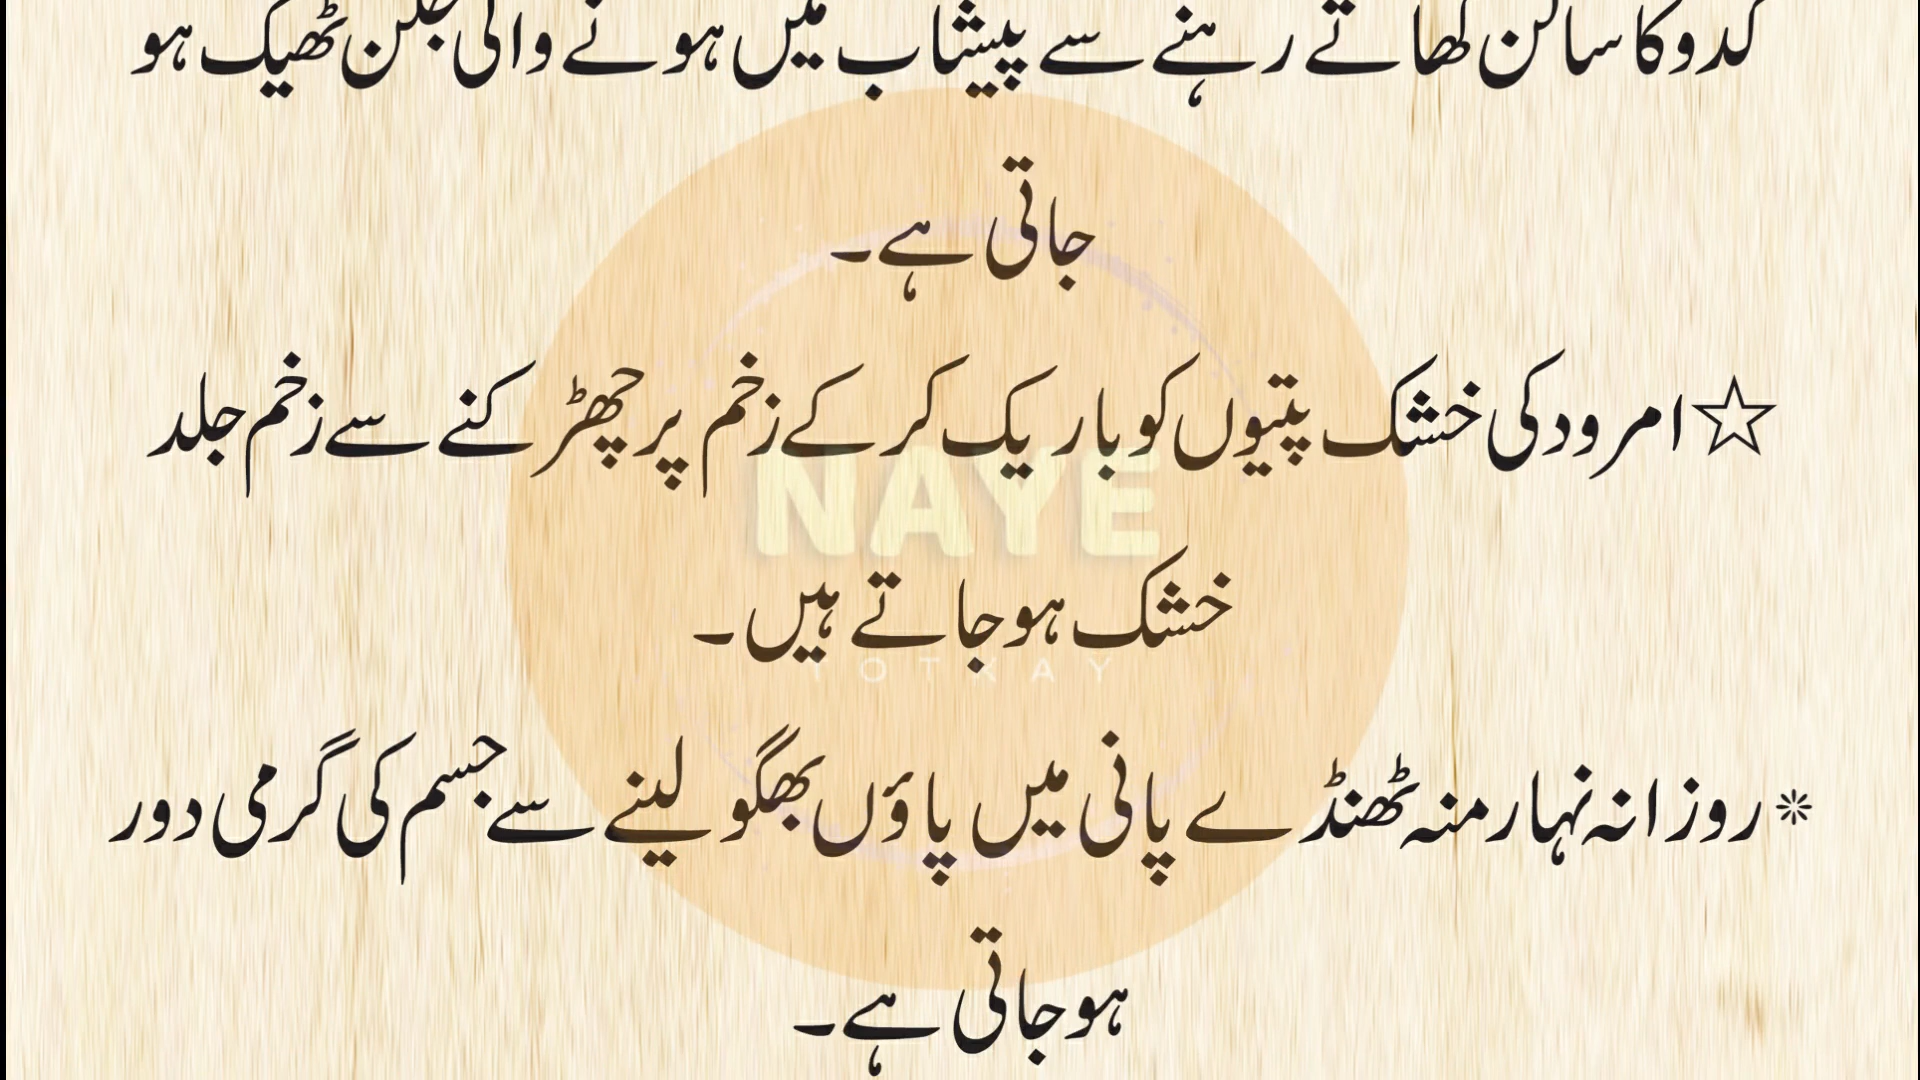 کدو کا سالن کھاتے رہنے سے پیشاب میں ہونے والی جلن ٹھیک ہو
جاتی ہے۔
☆امرود کی خشک پتیوں کو باریک کر کے زخم پر چھڑکنے سے زخم جلد
خشک ہو جاتے ہیں۔
NAYE
TOTKAY
❋روزانہ نہار منہ ٹھنڈے پانی میں پاؤں بھگو لینے سے جسم کی گرمی دور
ہو جاتی ہے۔